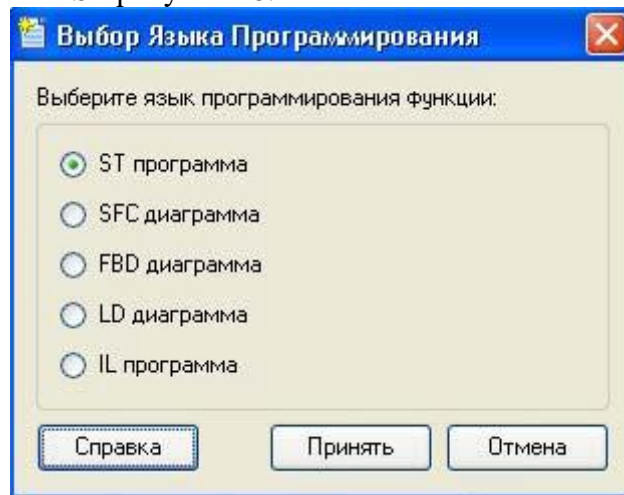 Выбор Языка Программирования
Выберите язык программирования функции:
ST программа
SFC диаграмма
FBD диаграмма
LD диаграмма
IL программа
Справка Принять Отмена